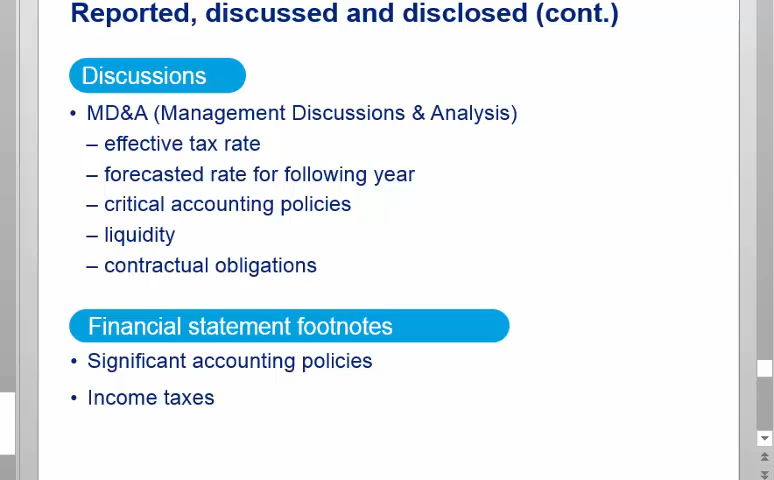 Reported, discussed and disclosed (cont.)
Discussions
• MD&A (Management Discussions & Analysis)
– effective tax rate
– forecasted rate for following year
– critical accounting policies
– liquidity
– contractual obligations
Financial statement footnotes
• Significant accounting policies
• Income taxes